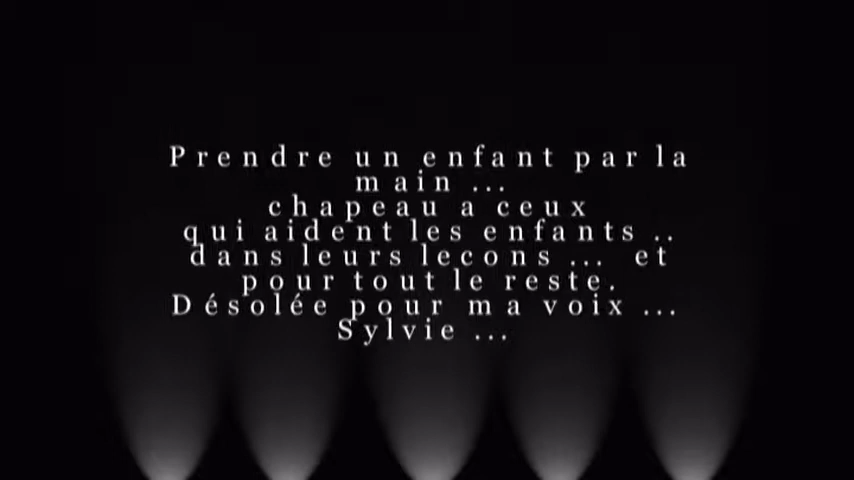 Prendre un enfant par la
main ...
chapeau a ceux
qui aident les enfants ..
dans leurs lecons ... et
pour tout le reste.
Désolée pour ma voix ...
Sylvie ...